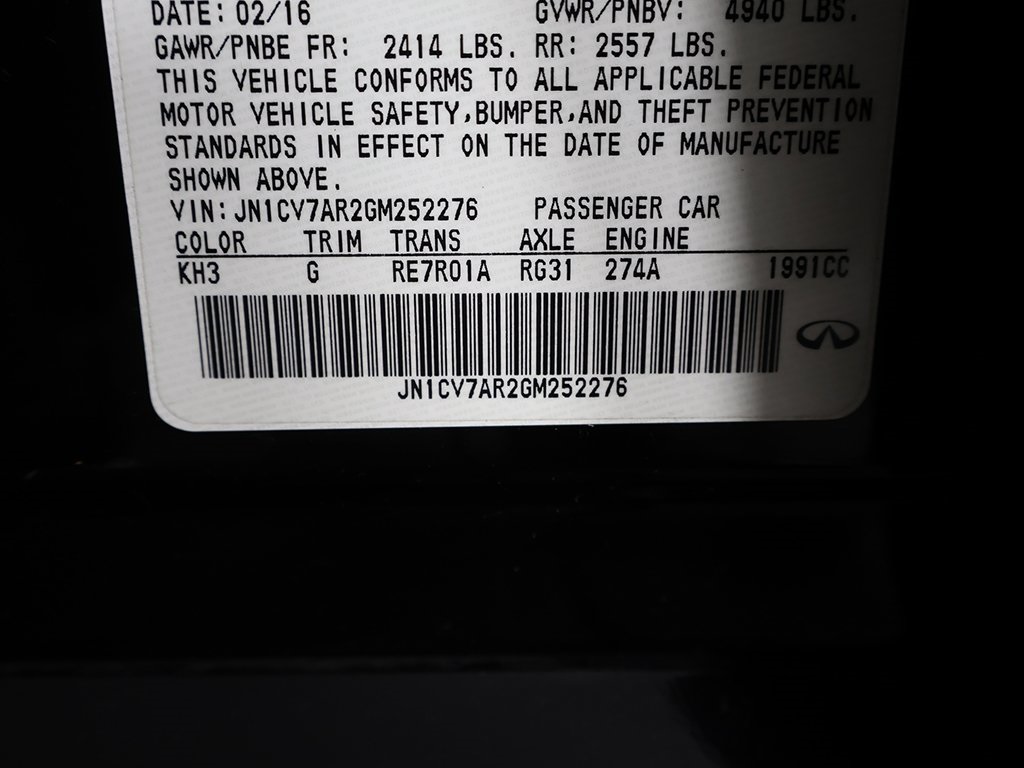 DATE: 02/16 GVWR/PNBV: 4940 LBS.
GAWR/PNBE FR: 2414 LBS. RR: 2557 LBS.
THIS VEHICLE CONFORMS TO ALL APPLICABLE FEDERAL
MOTOR VEHICLE SAFETY,BUMPER,AND THEFT PREVENTION
STANDARDS IN EFFECT ON THE DATE OF MANUFACTURE
SHOWN ABOVE.
VIN:JN1CV7AR2GM252276 PASSENGER CAR
COLOR TRIM TRANS AXLE ENGINE
KH3 G RE7R01A RG31 274A 1991CC
JN1CV7AR2GM252276